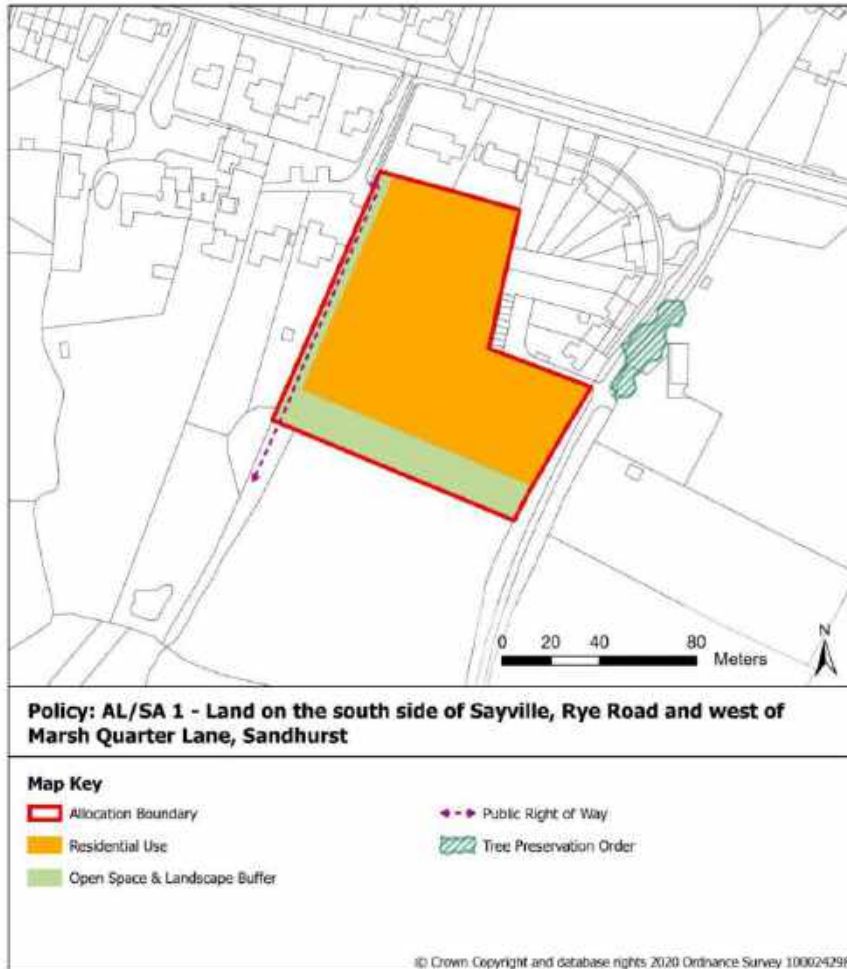 0 20 40 80
Meters
N
Policy: AL/SA 1 - Land on the south side of Sayville, Rye Road and west of
Marsh Quarter Lane, Sandhurst
Map Key
Allocation Boundary
Residential Use
Open Space & Landscape Buffer
Public Right of Way
Tree Preservation Order
© Crown Copyright and database rights 2020 Ordnance Survey 100024298